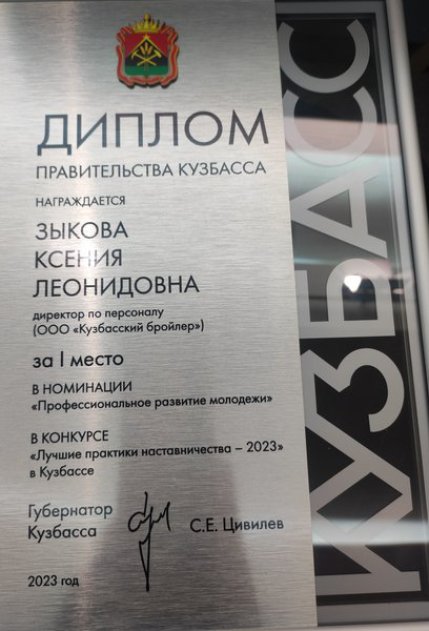 ДИПЛОМ
ПРАВИТЕЛЬСТВА КУЗБАССА
НАГРАЖДАЕТСЯ
ЗЫКОВА
КСЕНИЯ
ЛЕОНИДОВНА
директор по персоналу
(ООО «Кузбасский бройлер»)
за I место
В НОМИНАЦИИ
«Профессиональное развитие молодежи»
В КОНКУРСЕ
«Лучшие практики наставничества – 2023»
в Кузбассе
Губернатор
Кузбасса
С.Е. Цивилев
2023 год
КУЗБАСС